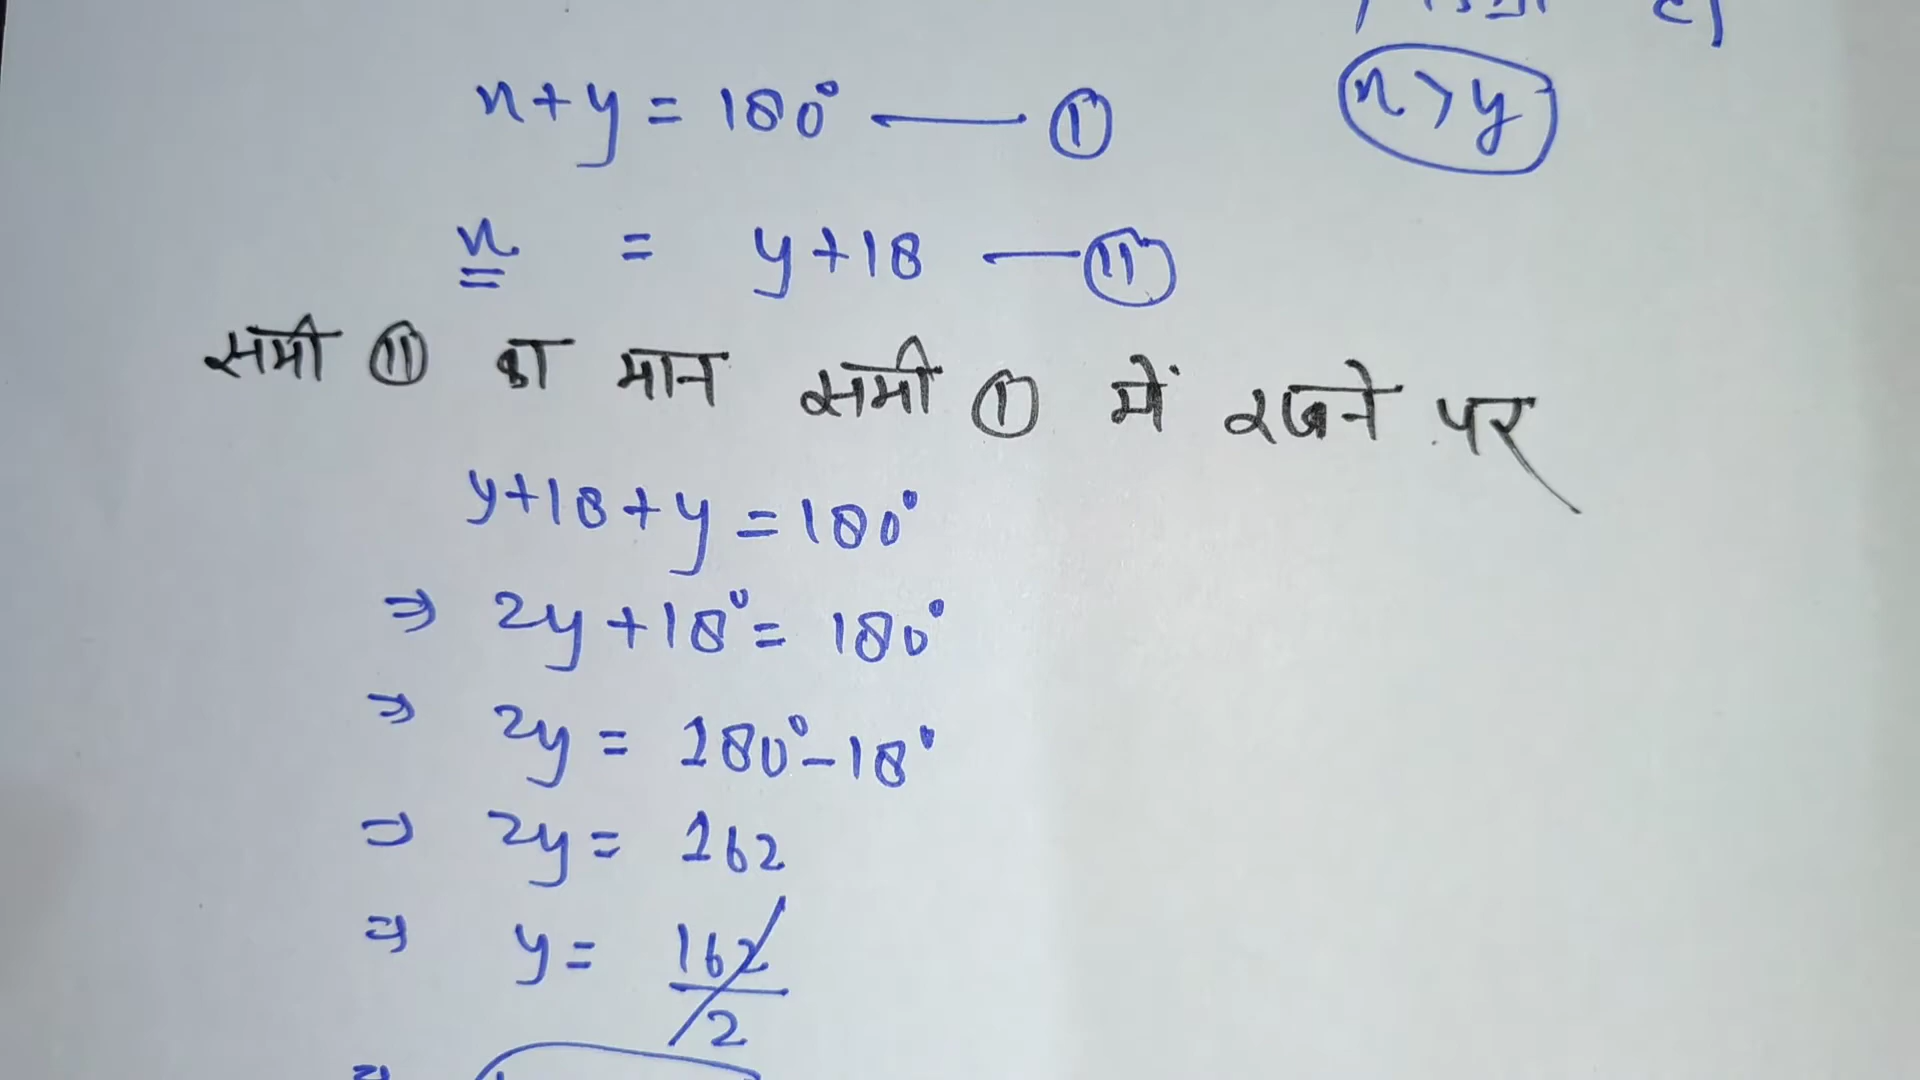 x+y = 180° — (I)
x>y
x = y+18 — (II)
समी (II) का मान समी (I) में रखने पर
y+18+y = 180°
⇒ 2y+18° = 180°
⇒ 2y = 180°-18°
⇒ 2y = 162
⇒ y = 162/2